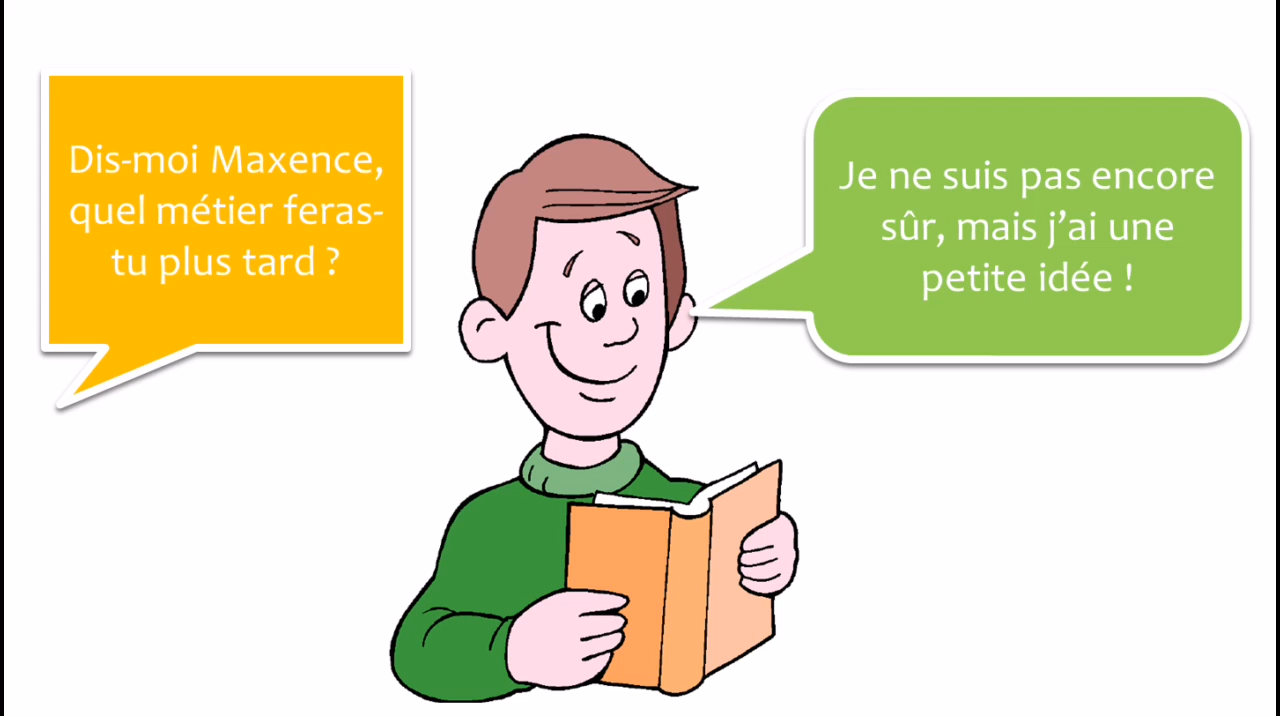 Dis-moi Maxence,
quel métier feras-
tu plus tard ?
Je ne suis pas encore
sûr, mais j’ai une
petite idée !